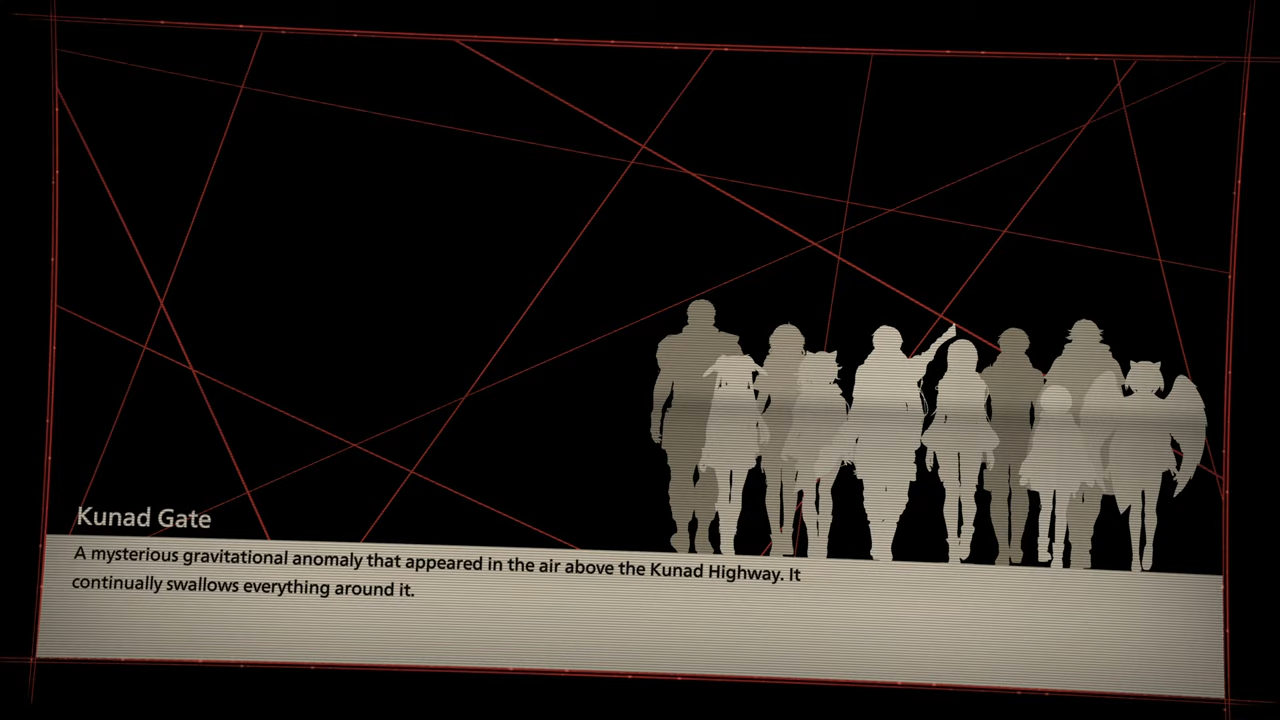 Kunad Gate
A mysterious gravitational anomaly that appeared in the air above the Kunad Highway. It
continually swallows everything around it.